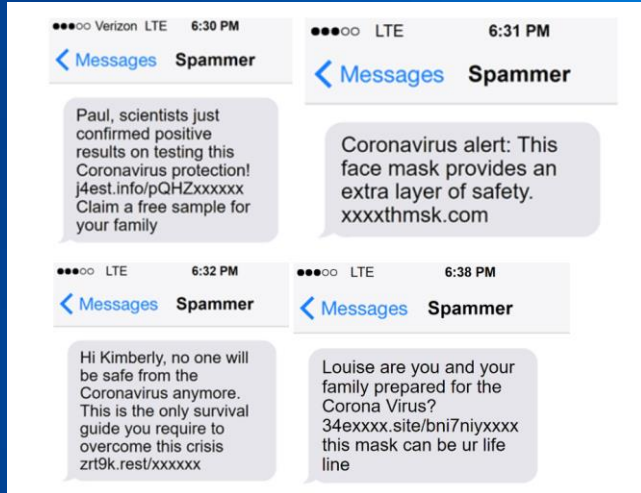 Verizon LTE 6:30 PM
Messages Spammer
Paul, scientists just
confirmed positive
results on testing this
Coronavirus protection!
j4est.info/pQHZxxxxxx
Claim a free sample for
your family
LTE 6:31 PM
Messages Spammer
Coronavirus alert: This
face mask provides an
extra layer of safety.
xxxxthmsk.com
LTE 6:32 PM
Messages Spammer
Hi Kimberly, no one will
be safe from the
Coronavirus anymore.
This is the only survival
guide you require to
overcome this crisis
zrt9k.rest/xxxxxx
LTE 6:38 PM
Messages Spammer
Louise are you and your
family prepared for the
Corona Virus?
34exxxx.site/bni7niyxxxx
this mask can be ur life
line